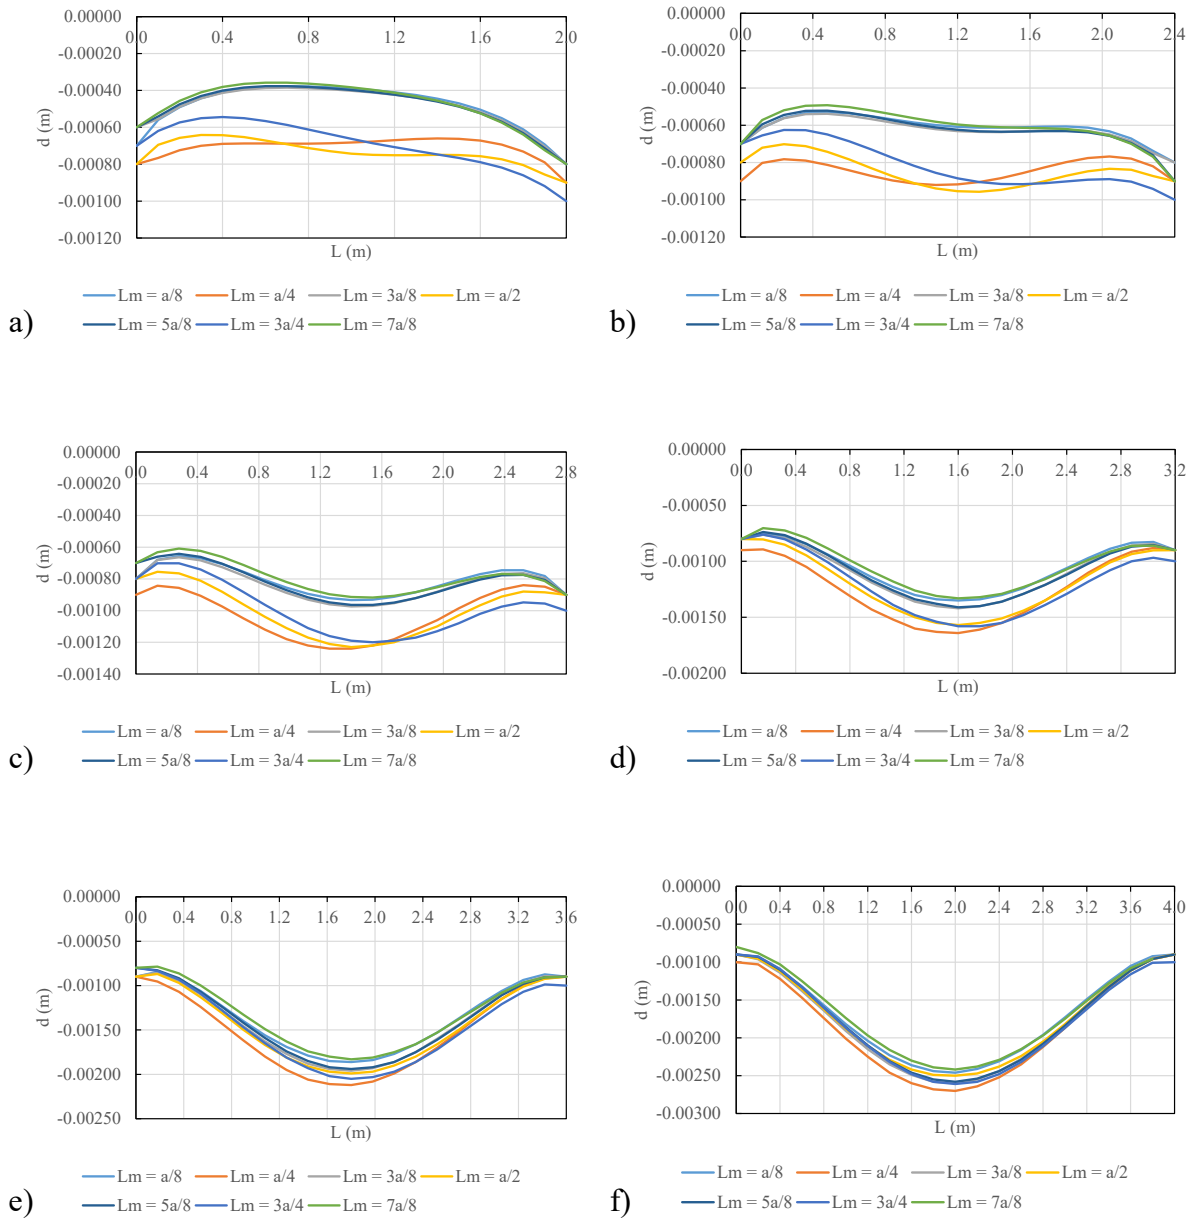 0.00000
0.0 0.4 0.8 1.2 1.6 2.0
-0.00020
-0.00040
-0.00060
-0.00080
-0.00100
-0.00120
d (m)
L (m)
Lm = a/8 Lm = a/4 Lm = 3a/8 Lm = a/2
Lm = 5a/8 Lm = 3a/4 Lm = 7a/8
a)
0.00000
0.0 0.4 0.8 1.2 1.6 2.0 2.4
-0.00020
-0.00040
-0.00060
-0.00080
-0.00100
-0.00120
d (m)
L (m)
Lm = a/8 Lm = a/4 Lm = 3a/8 Lm = a/2
Lm = 5a/8 Lm = 3a/4 Lm = 7a/8
b)
0.00000
0.0 0.4 0.8 1.2 1.6 2.0 2.4 2.8
-0.00020
-0.00040
-0.00060
-0.00080
-0.00100
-0.00120
-0.00140
d (m)
L (m)
Lm = a/8 Lm = a/4 Lm = 3a/8 Lm = a/2
Lm = 5a/8 Lm = 3a/4 Lm = 7a/8
c)
0.00000
0.0 0.4 0.8 1.2 1.6 2.0 2.4 2.8 3.2
-0.00050
-0.00100
-0.00150
-0.00200
d (m)
L (m)
Lm = a/8 Lm = a/4 Lm = 3a/8 Lm = a/2
Lm = 5a/8 Lm = 3a/4 Lm = 7a/8
d)
0.00000
0.0 0.4 0.8 1.2 1.6 2.0 2.4 2.8 3.2 3.6
-0.00050
-0.00100
-0.00150
-0.00200
-0.00250
d (m)
L (m)
Lm = a/8 Lm = a/4 Lm = 3a/8 Lm = a/2
Lm = 5a/8 Lm = 3a/4 Lm = 7a/8
e)
0.00000
0.0 0.4 0.8 1.2 1.6 2.0 2.4 2.8 3.2 3.6 4.0
-0.00050
-0.00100
-0.00150
-0.00200
-0.00250
-0.00300
d (m)
L (m)
Lm = a/8 Lm = a/4 Lm = 3a/8 Lm = a/2
Lm = 5a/8 Lm = 3a/4 Lm = 7a/8
f)